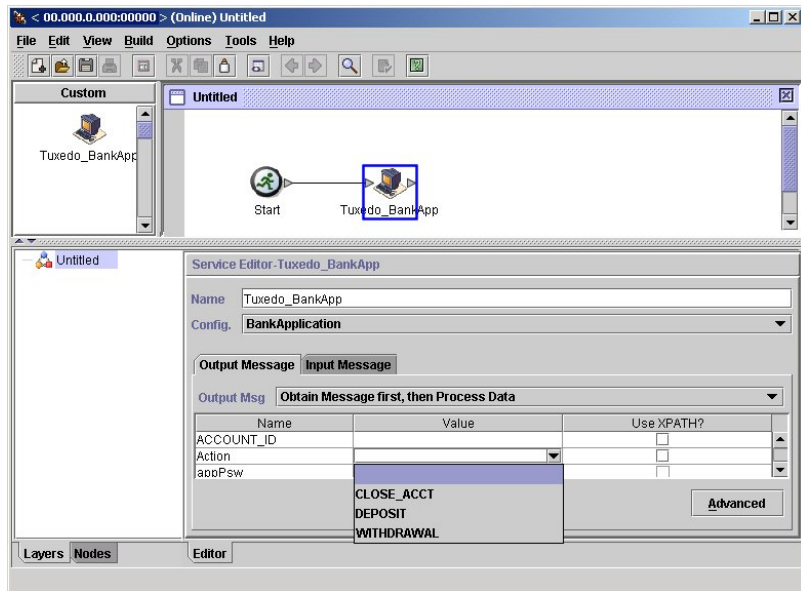 < 00.000.0.000:00000 > (Online) Untitled
File Edit View Build Options Tools Help
Custom
Untitled
Tuxedo_BankApp
Start Tuxedo_BankApp
Untitled
Service Editor-Tuxedo_BankApp
Name Tuxedo_BankApp
Config. BankApplication
Output Message Input Message
Output Msg Obtain Message first, then Process Data
Name Value Use XPATH?
ACCOUNT_ID
Action
appPsw
CLOSE_ACCT
DEPOSIT
WITHDRAWAL
Advanced
Layers Nodes Editor